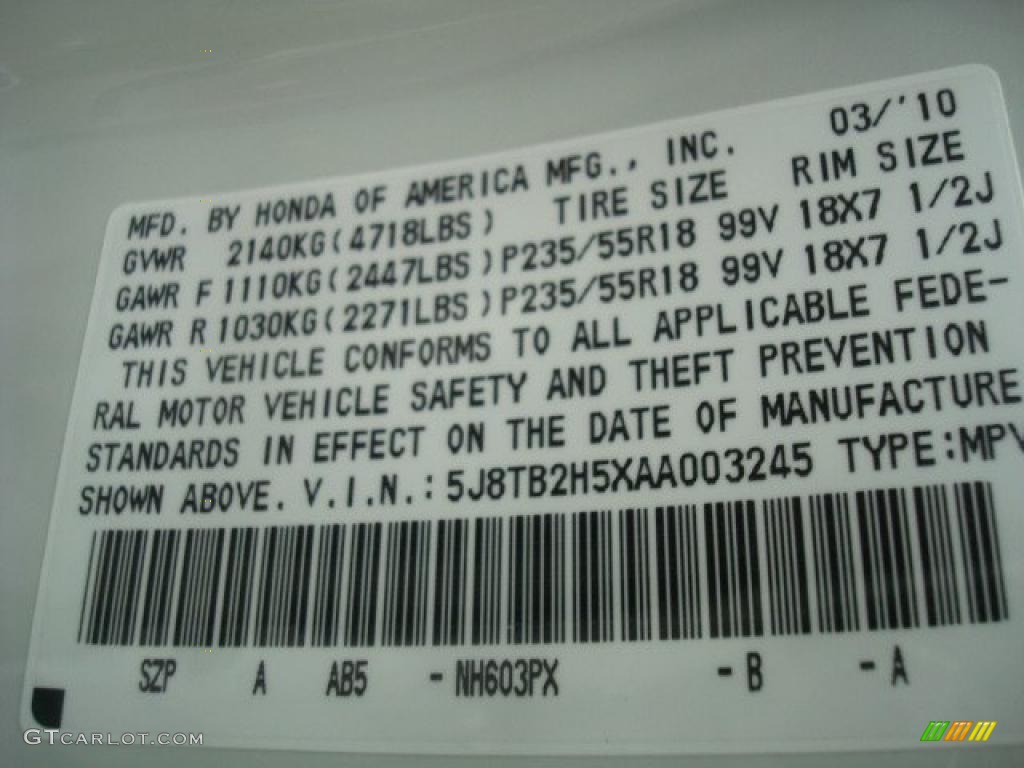 03/'10
MFD. BY HONDA OF AMERICA MFG., INC.
GVWR 2140KG(4718LBS) TIRE SIZE RIM SIZE
GAWR F 1110KG(2447LBS)P235/55R18 99V 18X7 1/2J
GAWR R 1030KG(2271LBS)P235/55R18 99V 18X7 1/2J
THIS VEHICLE CONFORMS TO ALL APPLICABLE FEDE-
RAL MOTOR VEHICLE SAFETY AND THEFT PREVENTION
STANDARDS IN EFFECT ON THE DATE OF MANUFACTURE
SHOWN ABOVE. V.I.N.: 5J8TB2H5XAA003245 TYPE:MPV
SZP A AB5 - NH603PX - B - A
GTCARLOT.COM